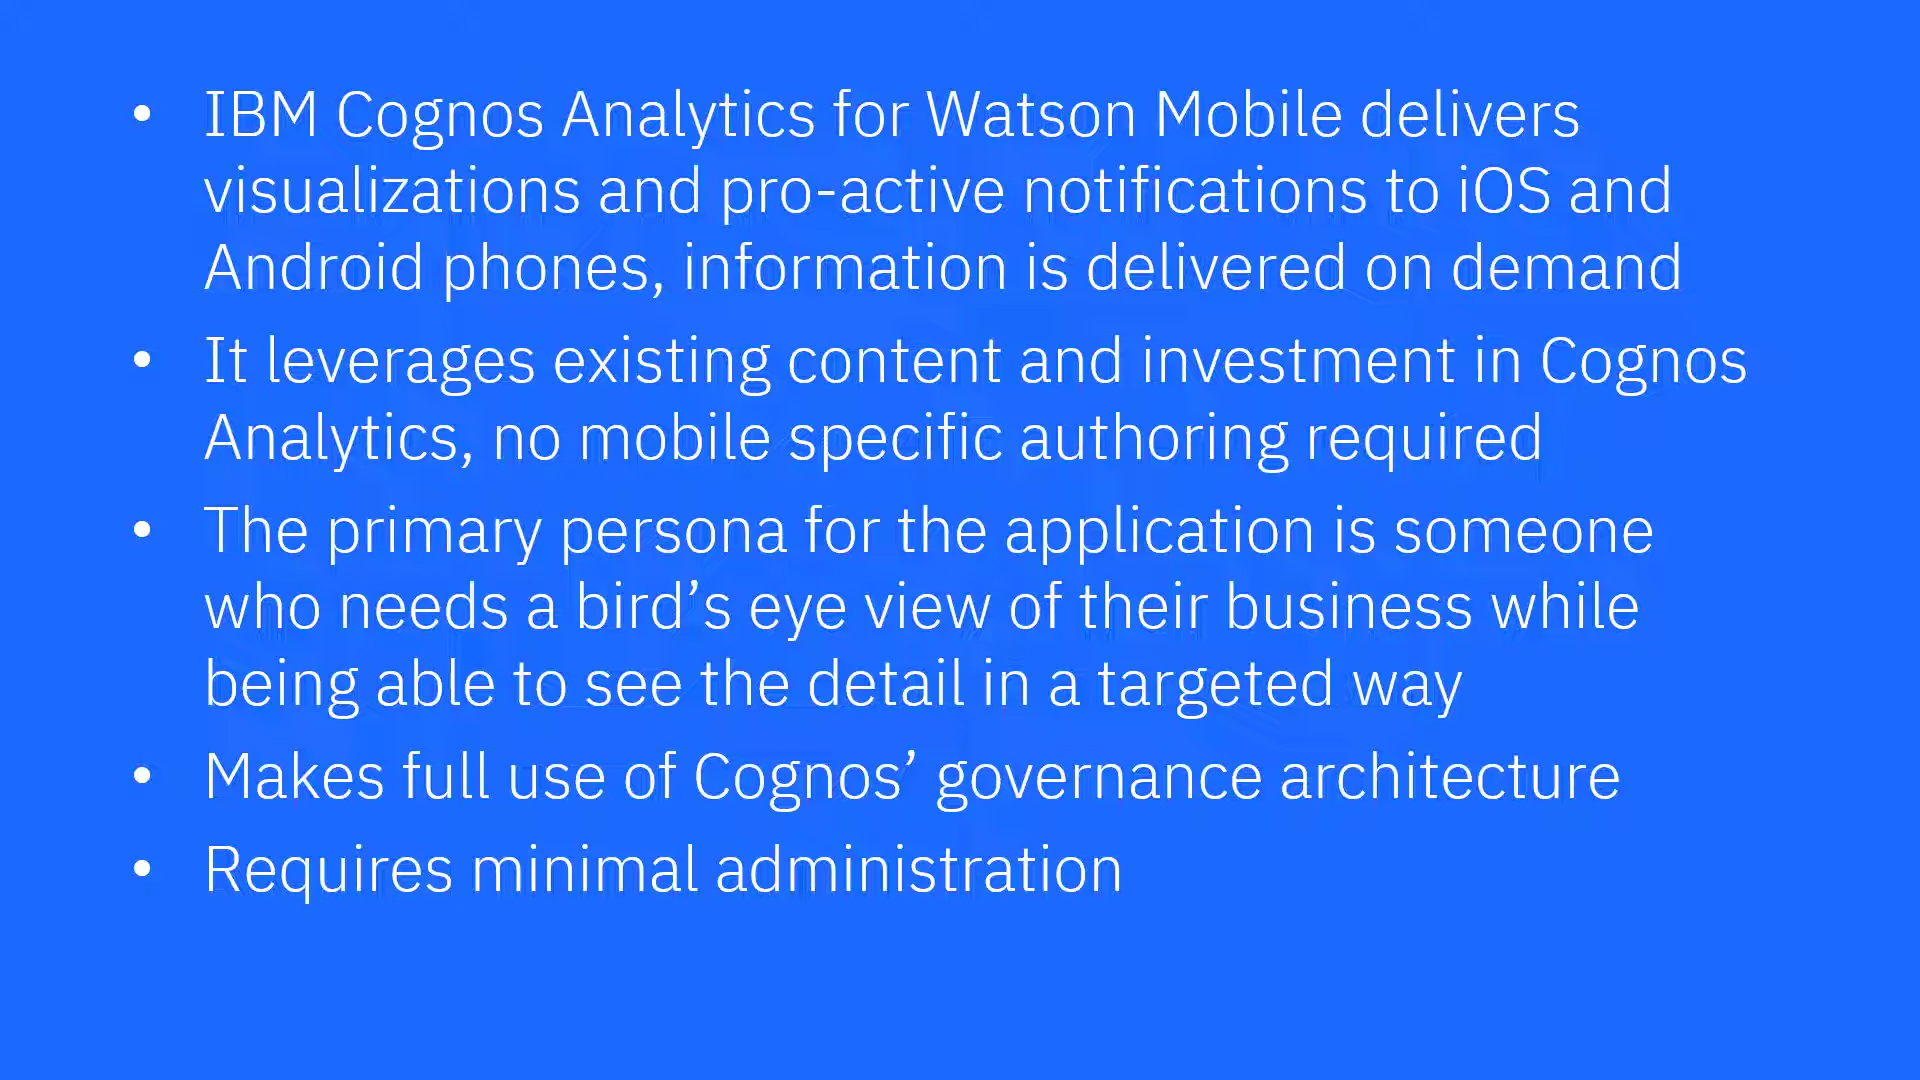 • IBM Cognos Analytics for Watson Mobile delivers
visualizations and pro-active notifications to iOS and
Android phones, information is delivered on demand
• It leverages existing content and investment in Cognos
Analytics, no mobile specific authoring required
• The primary persona for the application is someone
who needs a bird’s eye view of their business while
being able to see the detail in a targeted way
• Makes full use of Cognos’ governance architecture
• Requires minimal administration